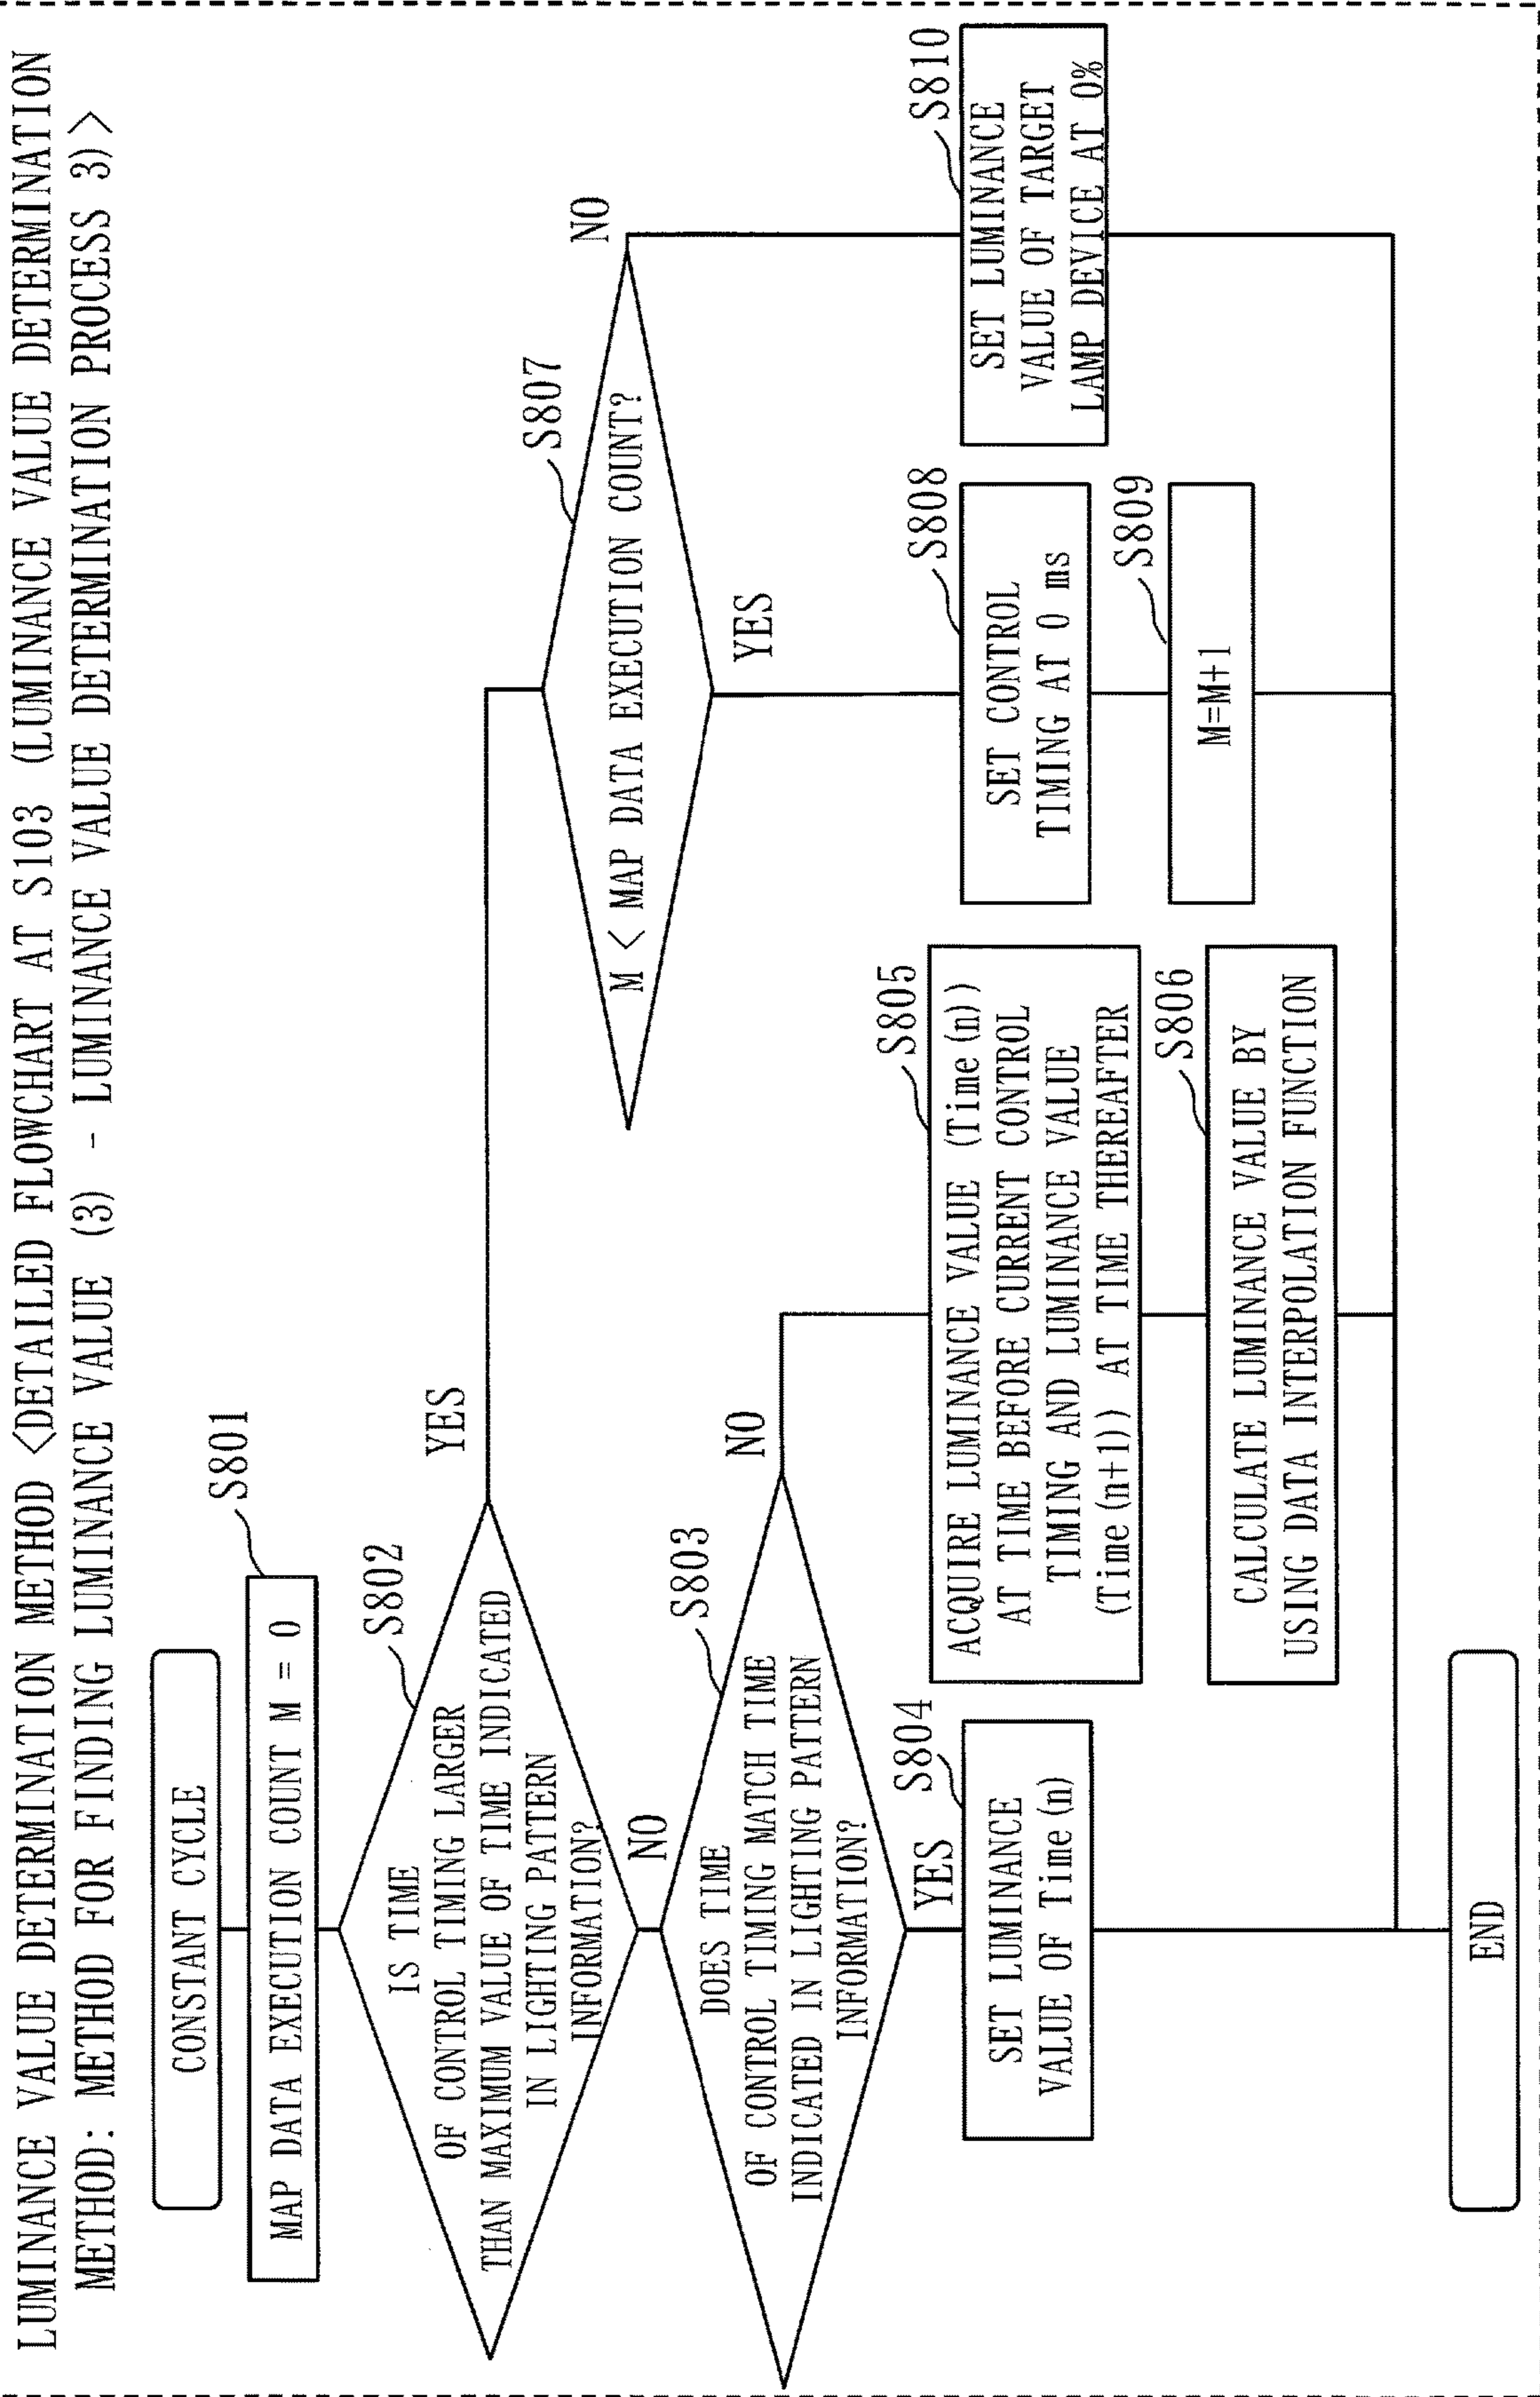 LUMINANCE VALUE DETERMINATION METHOD <DETAILED FLOWCHART AT S103 (LUMINANCE VALUE DETERMINATION
METHOD: METHOD FOR FINDING LUMINANCE VALUE (3) - LUMINANCE VALUE DETERMINATION PROCESS 3)>
CONSTANT CYCLE
S801
MAP DATA EXECUTION COUNT M = 0
S802
IS TIME
OF CONTROL TIMING LARGER
THAN MAXIMUM VALUE OF TIME INDICATED
IN LIGHTING PATTERN
INFORMATION?
YES
NO
S803
DOES TIME
OF CONTROL TIMING MATCH TIME
INDICATED IN LIGHTING PATTERN
INFORMATION?
NO
YES
S804
SET LUMINANCE
VALUE OF Time(n)
S805
ACQUIRE LUMINANCE VALUE (Time(n))
AT TIME BEFORE CURRENT CONTROL
TIMING AND LUMINANCE VALUE
(Time(n+1)) AT TIME THEREAFTER
S806
CALCULATE LUMINANCE VALUE BY
USING DATA INTERPOLATION FUNCTION
S807
M < MAP DATA EXECUTION COUNT?
NO
YES
S808
SET CONTROL
TIMING AT 0 ms
S809
M=M+1
S810
SET LUMINANCE
VALUE OF TARGET
LAMP DEVICE AT 0%
END